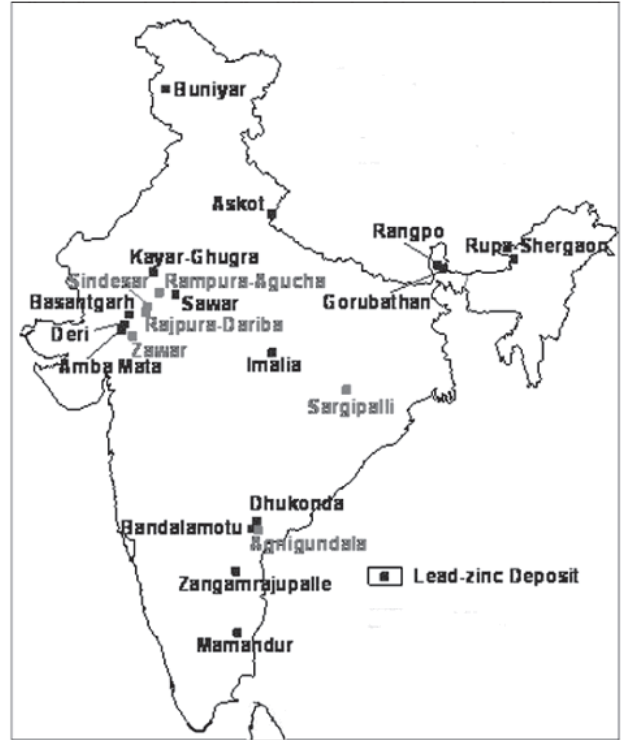 Buniyar
Askot
Rangpo
Rupa-Shergaon
Kayar-Ghugra
Sindesar
Rampura-Agucha
Basantgarh
Sawar
Gorubathan
Deri
Rajpura-Dariba
Zawar
Amba Mata
Imalia
Sargipalli
Dhukonda
Bandalamotu
Agnigundala
Zangamrajupalle
Lead-zinc Deposit
Mamandur